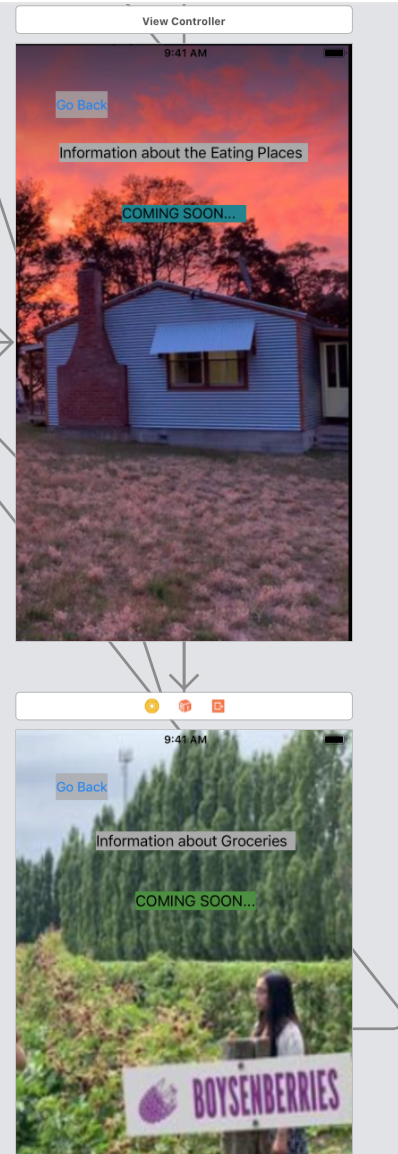 View Controller
9:41 AM
Go Back
Information about the Eating Places
COMING SOON...
9:41 AM
Go Back
Information about Groceries
COMING SOON...
BOYSENBERRIES